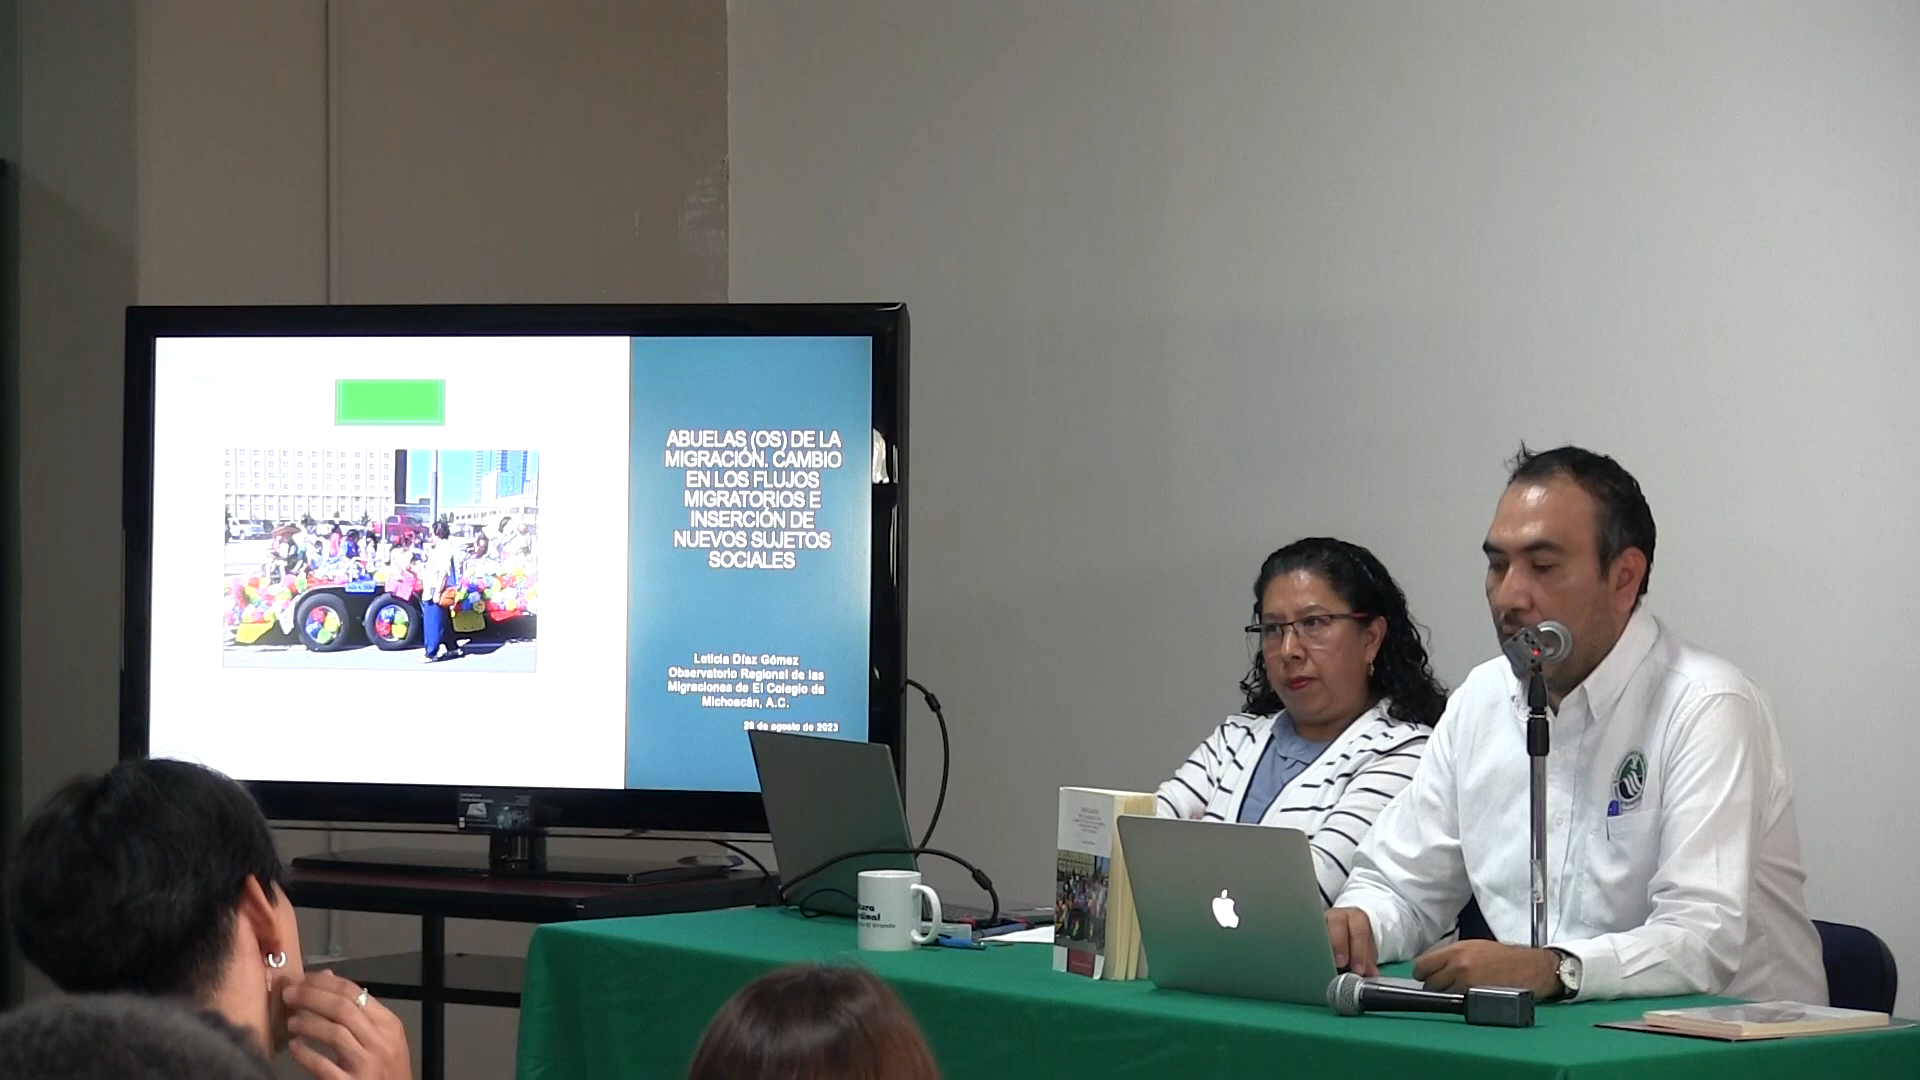 ABUELAS (OS) DE LA
MIGRACIÓN. CAMBIO
EN LOS FLUJOS
MIGRATORIOS E
INSERCIÓN DE
NUEVOS SUJETOS
SOCIALES
Leticia Díaz Gómez
Observatorio Regional de las
Migraciones de El Colegio de
Michoacán, A.C.
28 de agosto de 2023